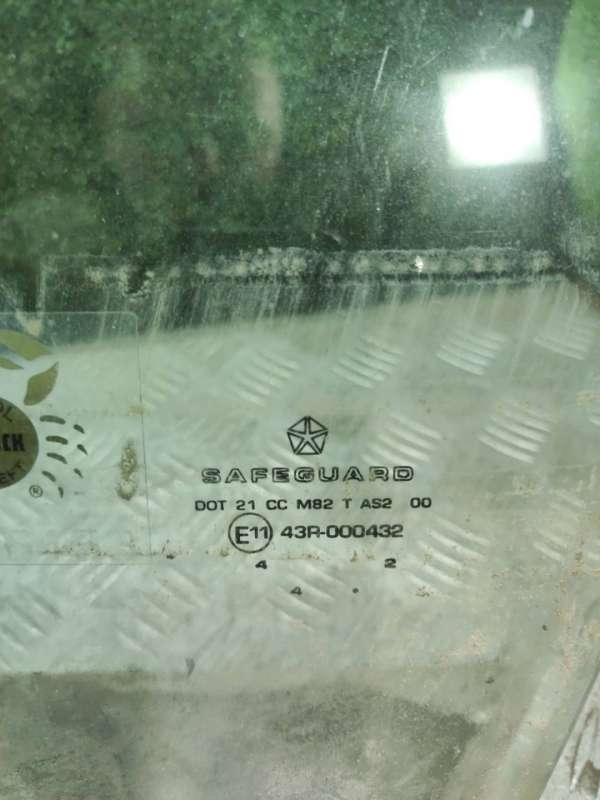 SAFEGUARD
DOT 21 CC M82 T AS2 00
E11 43R-000432
4 2
4 .